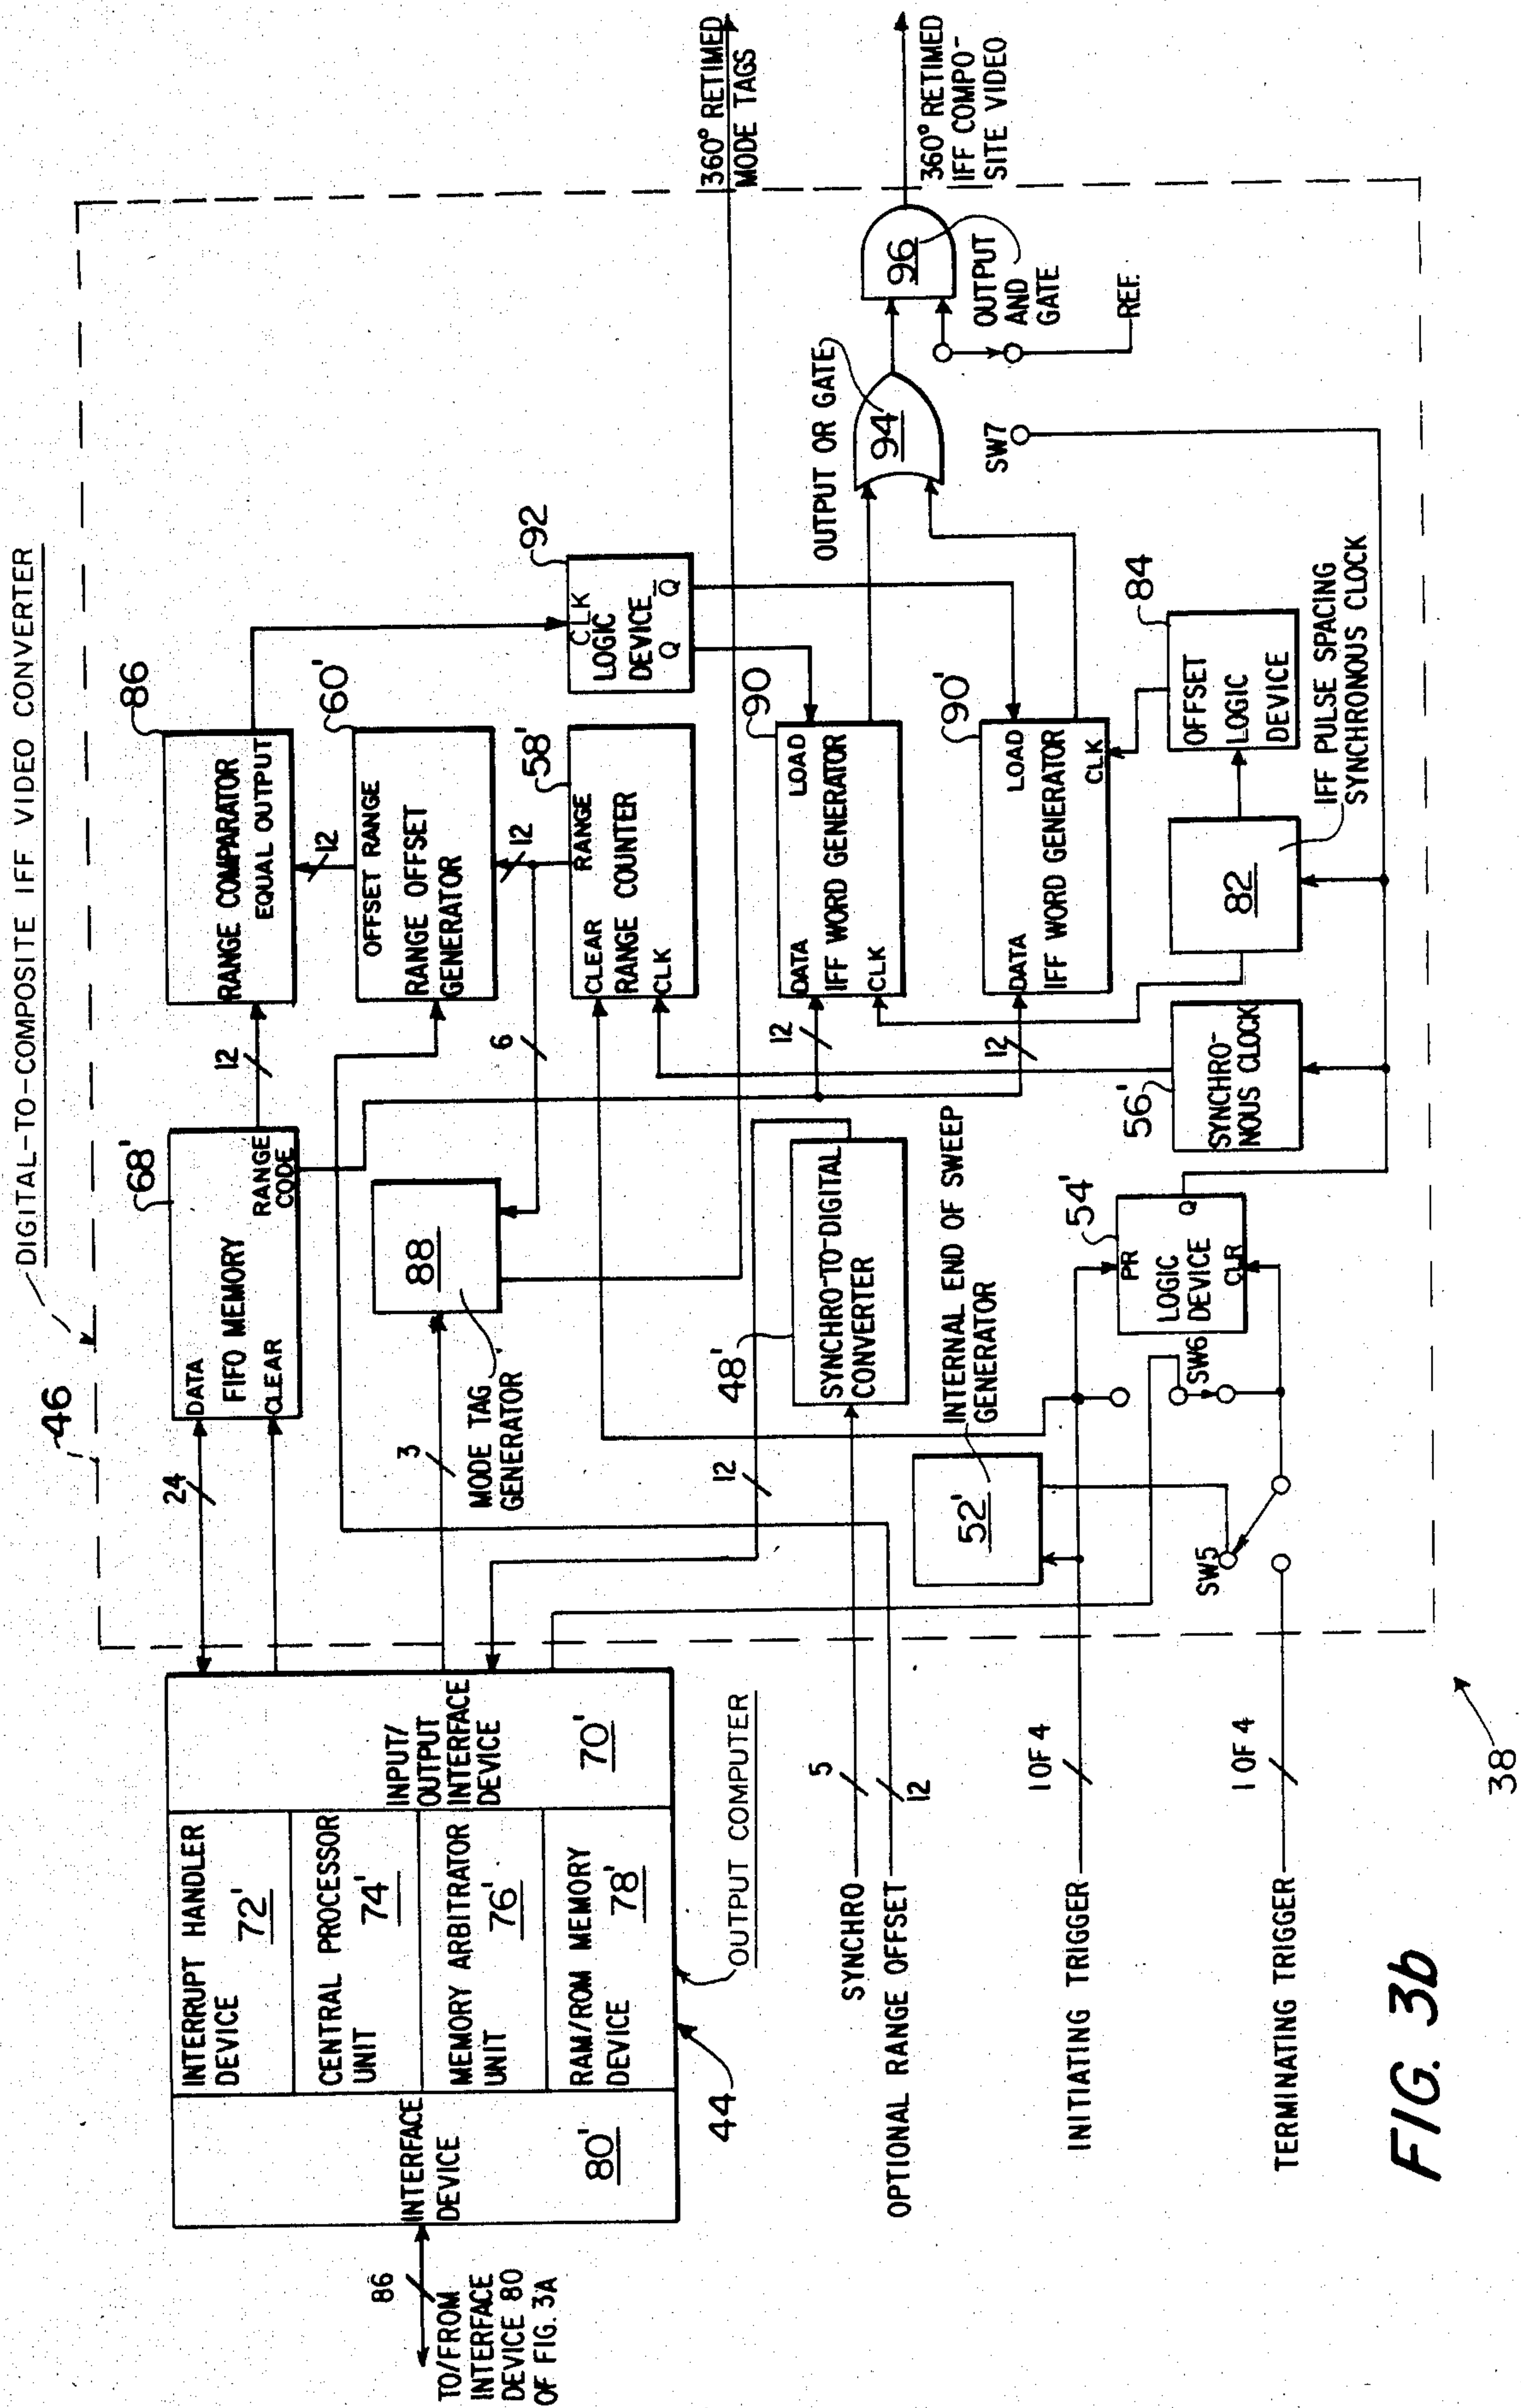 DIGITAL-TO-COMPOSITE IFF VIDEO CONVERTER
46
INTERRUPT HANDLER
DEVICE
72'
CENTRAL PROCESSOR
UNIT
74'
MEMORY ARBITRATOR
UNIT
76'
RAM/ROM MEMORY
DEVICE
78'
INTERFACE
DEVICE
80'
INPUT/
OUTPUT
INTERFACE
DEVICE
70'
44
OUTPUT COMPUTER
86
TO/FROM
INTERFACE
DEVICE 80
OF FIG. 3A
24
DATA
FIFO MEMORY
CLEAR
RANGE
CODE
68'
12
RANGE COMPARATOR
EQUAL OUTPUT
86
12
OFFSET RANGE
RANGE OFFSET
GENERATOR
60'
12
6
3
88
MODE TAG
GENERATOR
CLEAR
RANGE
RANGE COUNTER
CLK
58'
CLK
LOGIC
DEVICE
Q
Q̅
92
360° RETIMED
MODE TAGS
12
48'
SYNCHRO-TO-DIGITAL
CONVERTER
12
DATA
LOAD
IFF WORD GENERATOR
CLK
90
12
DATA
LOAD
IFF WORD GENERATOR
CLK
90'
OUTPUT OR GATE
94
96
OUTPUT
AND
GATE
REF.
SW7
360° RETIMED
IFF COMPO-
SITE VIDEO
SYNCHRO
5
OPTIONAL RANGE OFFSET
12
INITIATING TRIGGER
1 OF 4
TERMINATING TRIGGER
1 OF 4
52'
INTERNAL END OF SWEEP
GENERATOR
SW5
SW6
PR
LOGIC
DEVICE
Q
CLR
54'
56'
SYNCHRO-
NOUS CLOCK
82
IFF PULSE SPACING
SYNCHRONOUS CLOCK
OFFSET
LOGIC
DEVICE
84
38
FIG. 3b